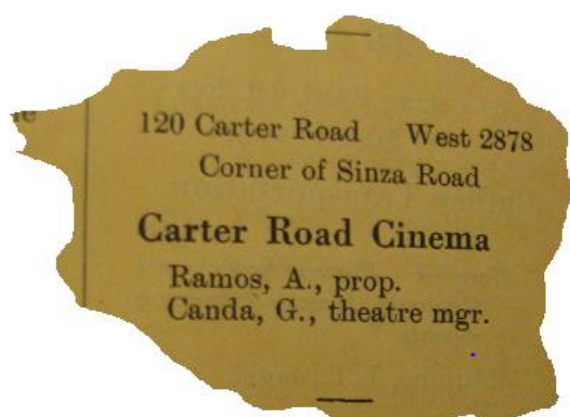 120 Carter Road West 2878
Corner of Sinza Road
Carter Road Cinema
Ramos, A., prop.
Canda, G., theatre mgr.